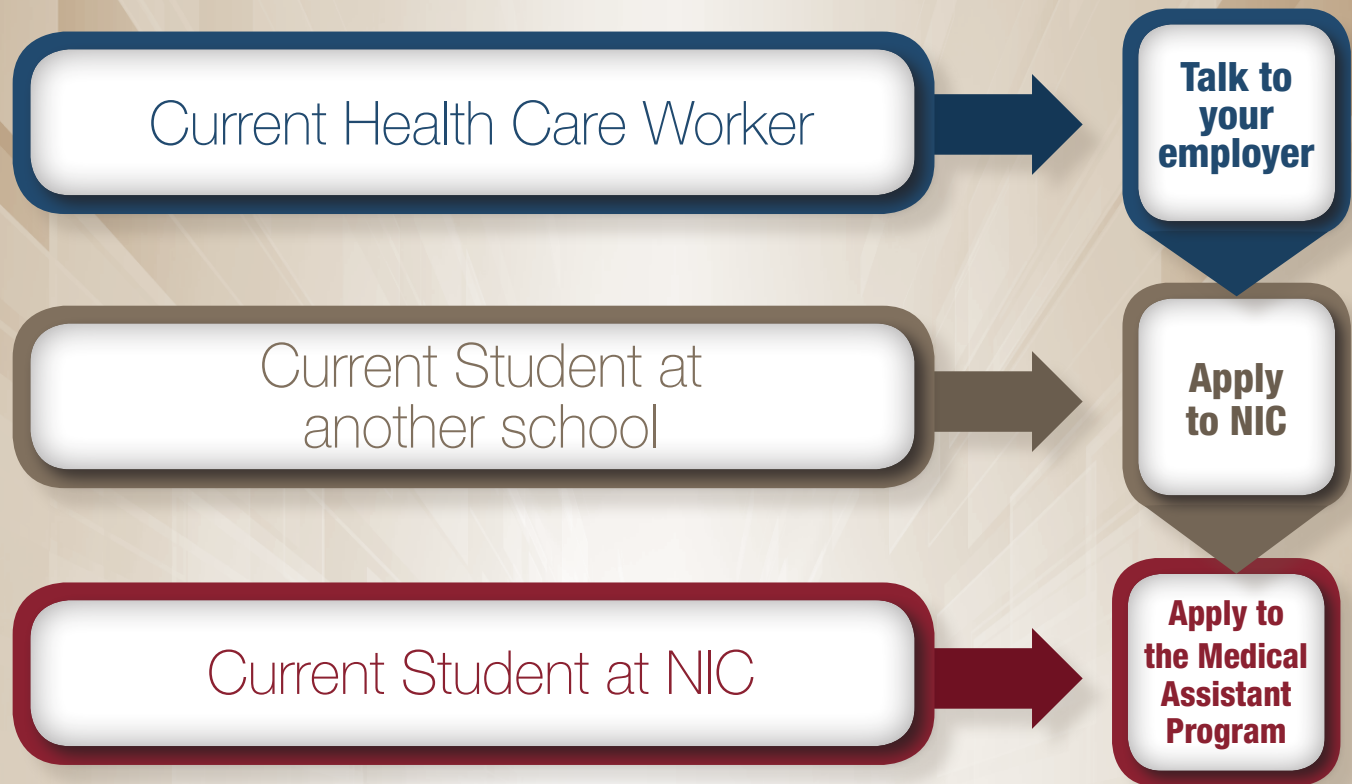 Current Health Care Worker
Talk to
your
employer
Current Student at
another school
Apply
to NIC
Current Student at NIC
Apply to
the Medical
Assistant
Program